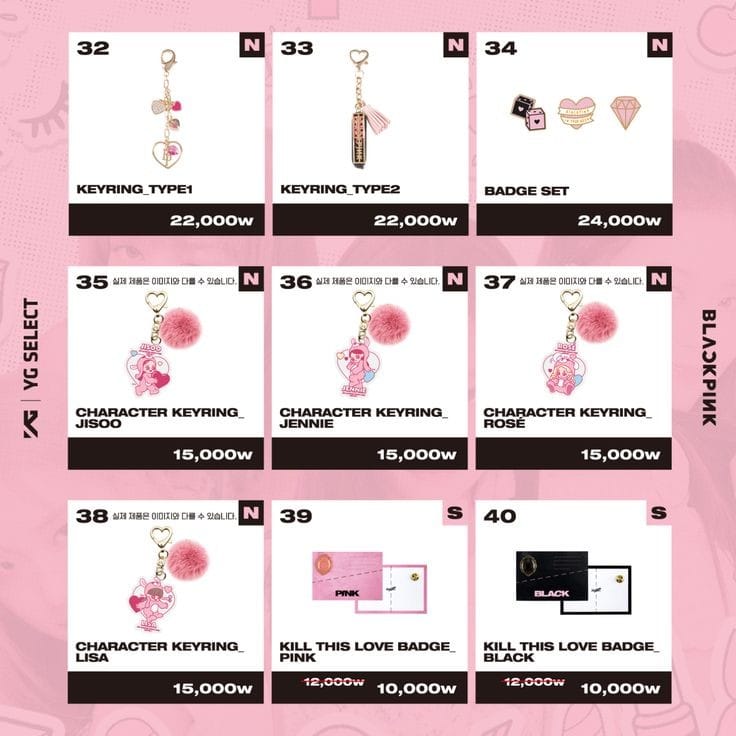 32 N
KEYRING_TYPE1
22,000w
33 N
KEYRING_TYPE2
22,000w
34 N
BADGE SET
24,000w
35 실제 제품은 이미지와 다를 수 있습니다. N
JISOO
CHARACTER KEYRING_
JISOO
15,000w
36 실제 제품은 이미지와 다를 수 있습니다. N
JENNIE
CHARACTER KEYRING_
JENNIE
15,000w
37 실제 제품은 이미지와 다를 수 있습니다. N
ROSÉ
CHARACTER KEYRING_
ROSÉ
15,000w
38 실제 제품은 이미지와 다를 수 있습니다. N
LISA
CHARACTER KEYRING_
LISA
15,000w
39 S
PINK
KILL THIS LOVE BADGE_
PINK
12,000w 10,000w
40 S
BLACK
KILL THIS LOVE BADGE_
BLACK
12,000w 10,000w
YG | YG SELECT
BLΛƆKPIИK